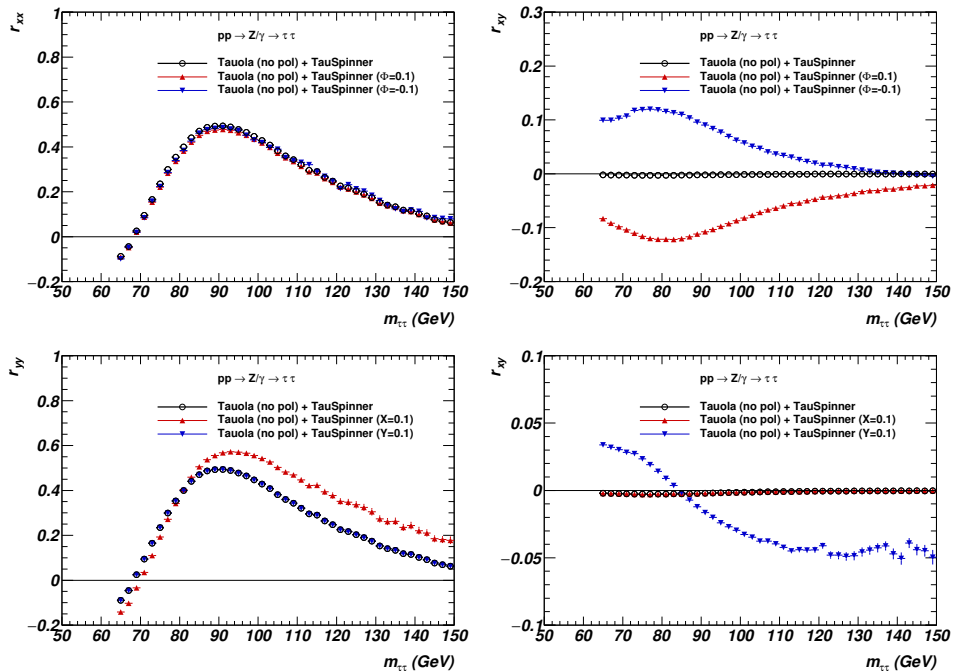 r_xx
pp → Z/γ → ττ
Tauola (no pol) + TauSpinner
Tauola (no pol) + TauSpinner (Φ=0.1)
Tauola (no pol) + TauSpinner (Φ=-0.1)
1
0.8
0.6
0.4
0.2
0
−0.2
50 60 70 80 90 100 110 120 130 140 150
m_ττ (GeV)
r_xy
pp → Z/γ → ττ
Tauola (no pol) + TauSpinner
Tauola (no pol) + TauSpinner (Φ=0.1)
Tauola (no pol) + TauSpinner (Φ=-0.1)
0.3
0.2
0.1
0
−0.1
−0.2
50 60 70 80 90 100 110 120 130 140 150
m_ττ (GeV)
r_yy
pp → Z/γ → τ τ
Tauola (no pol) + TauSpinner
Tauola (no pol) + TauSpinner (X=0.1)
Tauola (no pol) + TauSpinner (Y=0.1)
1
0.8
0.6
0.4
0.2
0
−0.2
50 60 70 80 90 100 110 120 130 140 150
m_ττ (GeV)
r_xy
pp → Z/γ → τ τ
Tauola (no pol) + TauSpinner
Tauola (no pol) + TauSpinner (X=0.1)
Tauola (no pol) + TauSpinner (Y=0.1)
0.1
0.05
0
−0.05
−0.1
50 60 70 80 90 100 110 120 130 140 150
m_ττ (GeV)